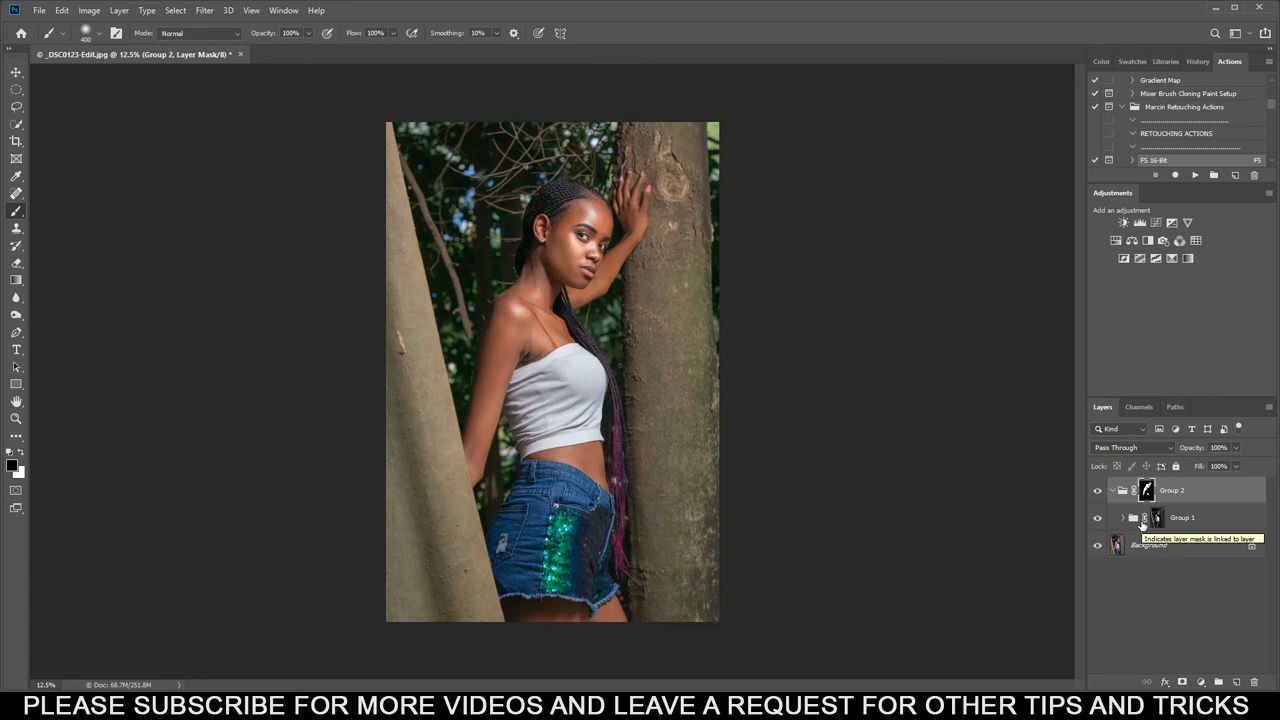 Ps File Edit Image Layer Type Select Filter 3D View Window Help
400 Mode: Normal Opacity: 100% Flow: 100% Smoothing: 10%
© _DSC0123-Edit.jpg @ 12.5% (Group 2, Layer Mask/8) * ×
Color Swatches Libraries History Actions
Gradient Map
Mixer Brush Cloning Paint Setup
Marcin Retouching Actions
RETOUCHING ACTIONS
FS 16-Bit F5
Adjustments
Add an adjustment
Layers Channels Paths
Kind
Pass Through Opacity: 100%
Lock: Fill: 100%
Group 2
Group 1
Indicates layer mask is linked to layer
Background
12.5% Doc: 68.7M/251.8M
PLEASE SUBSCRIBE FOR MORE VIDEOS AND LEAVE A REQUEST FOR OTHER TIPS AND TRICKS